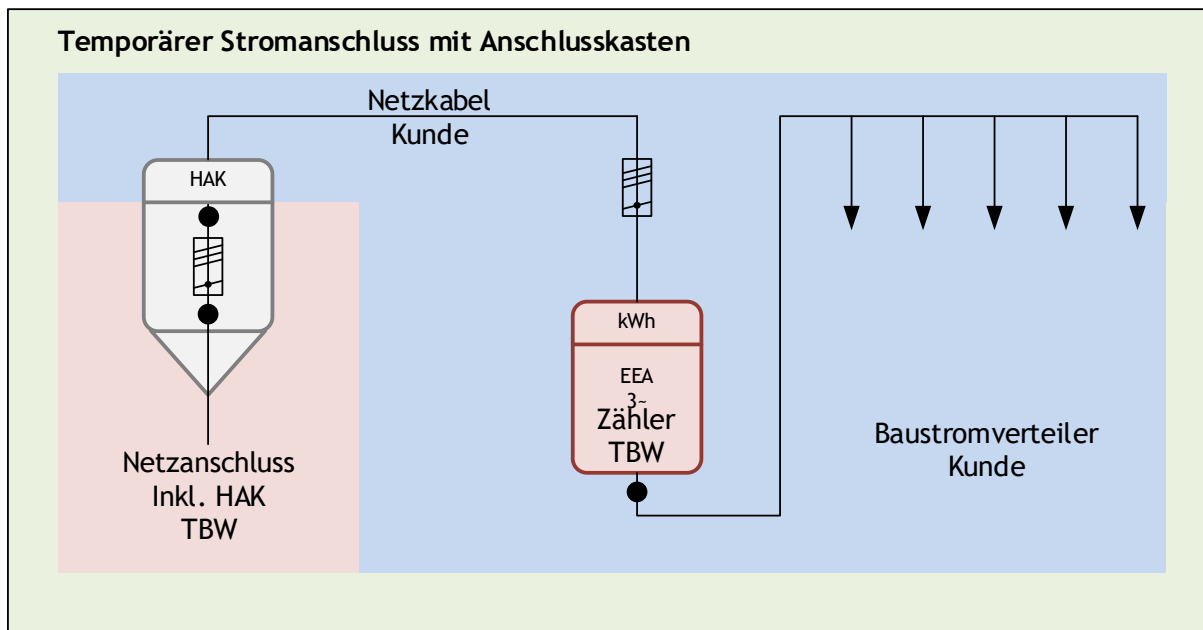 Temporärer Stromanschluss mit Anschlusskasten
Netzkabel
Kunde
HAK
kWh
EEA
3~
Zähler
TBW
Netzanschluss
Inkl. HAK
TBW
Baustromverteiler
Kunde